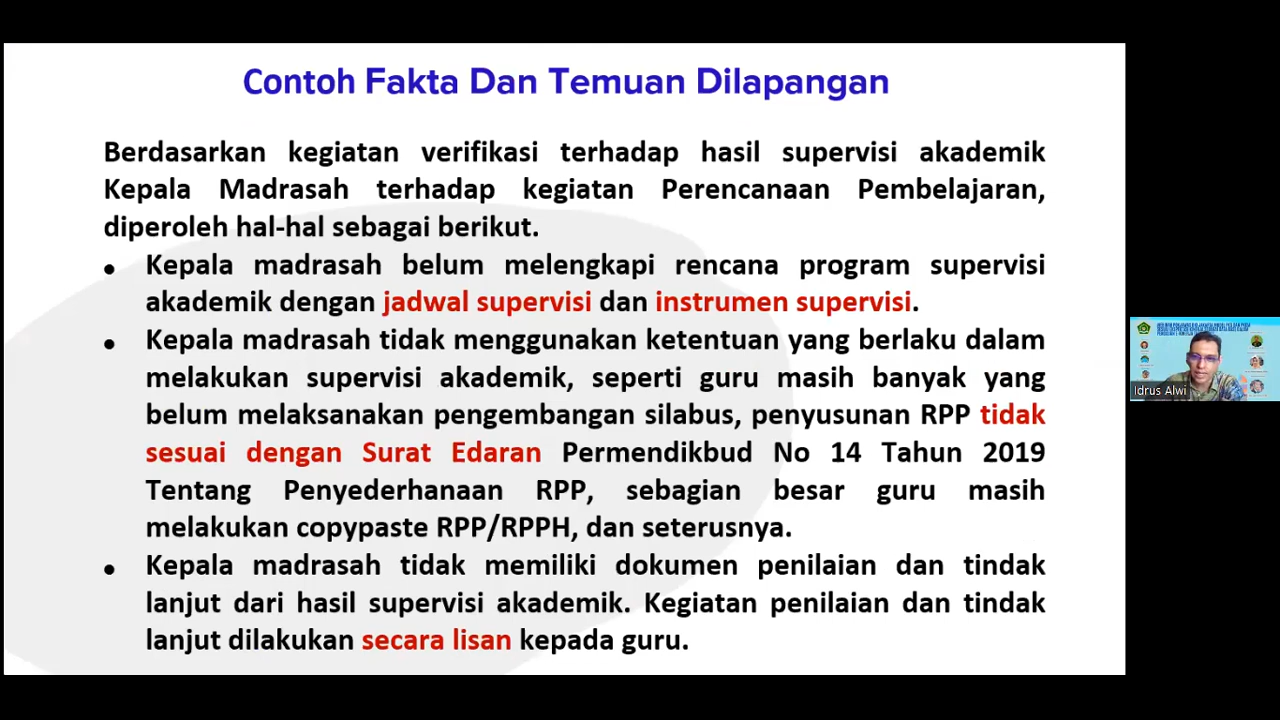 Contoh Fakta Dan Temuan Dilapangan
Berdasarkan kegiatan verifikasi terhadap hasil supervisi akademik
Kepala Madrasah terhadap kegiatan Perencanaan Pembelajaran,
diperoleh hal-hal sebagai berikut.
• Kepala madrasah belum melengkapi rencana program supervisi
akademik dengan jadwal supervisi dan instrumen supervisi.
• Kepala madrasah tidak menggunakan ketentuan yang berlaku dalam
melakukan supervisi akademik, seperti guru masih banyak yang
belum melaksanakan pengembangan silabus, penyusunan RPP tidak
sesuai dengan Surat Edaran Permendikbud No 14 Tahun 2019
Tentang Penyederhanaan RPP, sebagian besar guru masih
melakukan copypaste RPP/RPPH, dan seterusnya.
• Kepala madrasah tidak memiliki dokumen penilaian dan tindak
lanjut dari hasil supervisi akademik. Kegiatan penilaian dan tindak
lanjut dilakukan secara lisan kepada guru.
Idrus Alwi